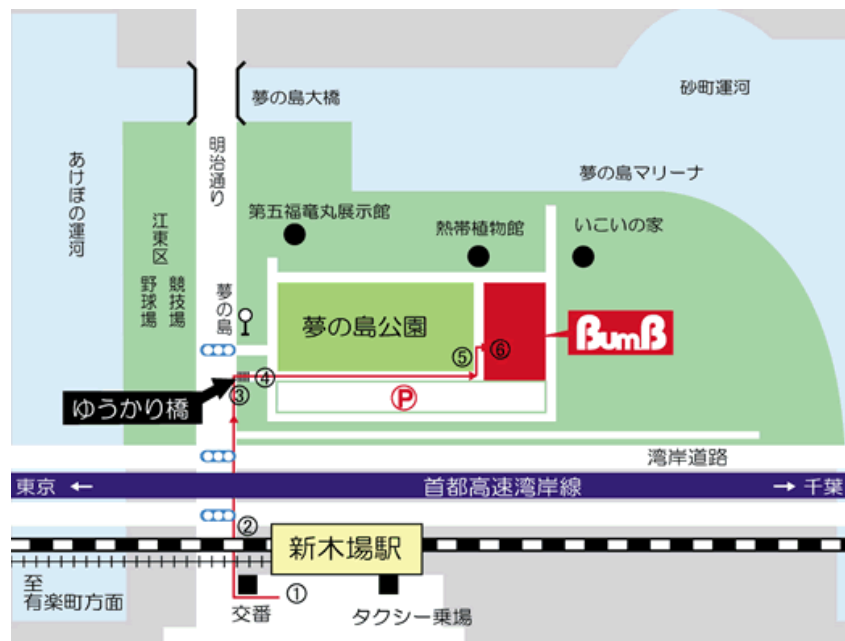 砂町運河
夢の島大橋
明治通り
あけぼの運河
夢の島マリーナ
第五福竜丸展示館
熱帯植物館
いこいの家
江東区
野球場
競技場
夢の島
夢の島公園
BumB
⑤
⑥
④
③
Ⓟ
ゆうかり橋
湾岸道路
東京 ←
首都高速湾岸線
→ 千葉
②
新木場駅
至
有楽町方面
①
交番
タクシー乗場